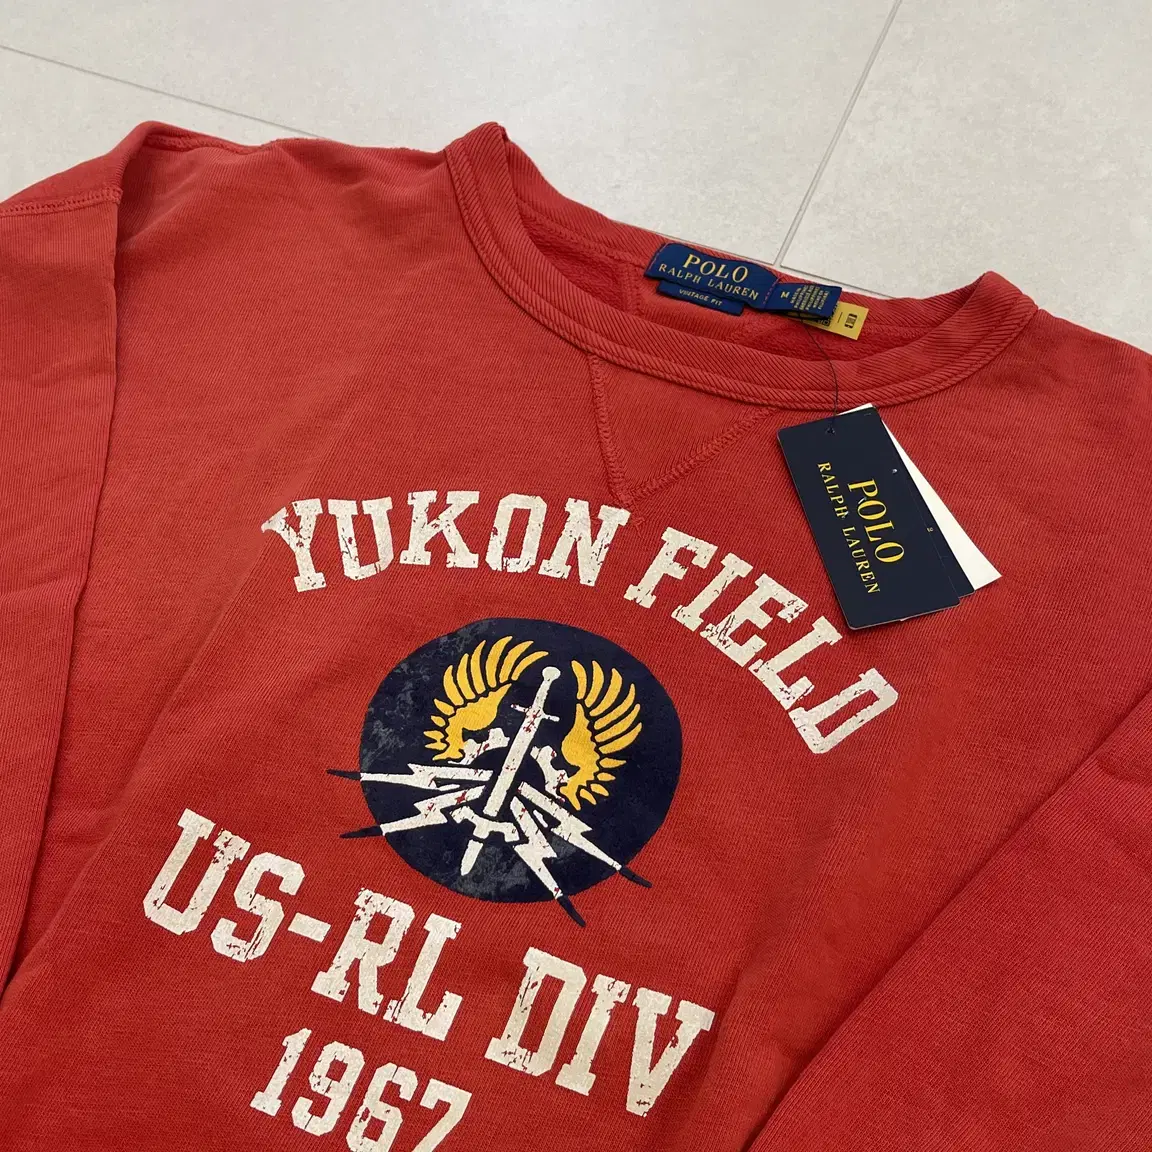 POLO
RALPH LAUREN
VINTAGE FIT
M
POLO
RALPH LAUREN
YUKON FIELD
US-RL DIV
1967